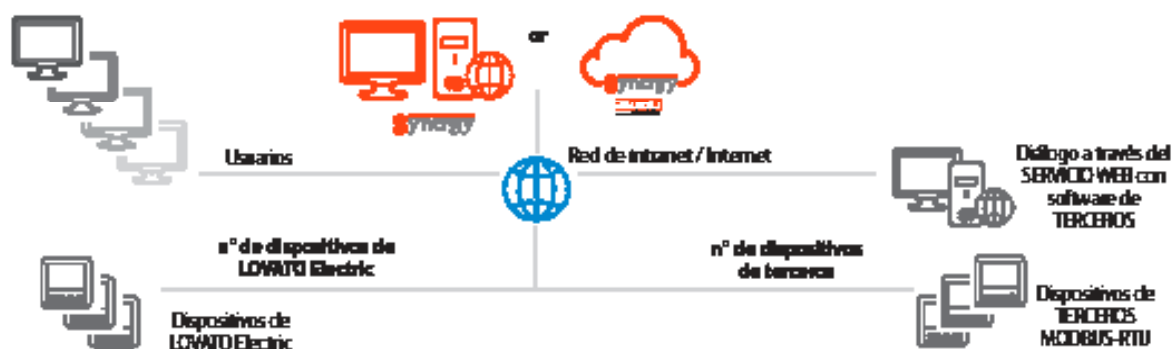 or
Synergy
Synergy
Usuarios
Red de intranet / Internet
Diálogo a través del
SERVICIO WEB con
software de
TERCEROS
n° de dispositivos de
LOVATO Electric
n° de dispositivos
de terceros
Dispositivos de
LOVATO Electric
Dispositivos de
TERCEROS
MODBUS-RTU